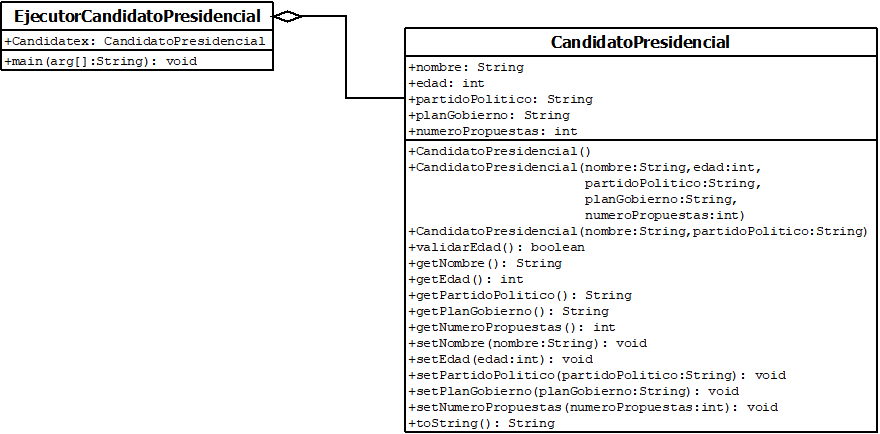 EjecutorCandidatoPresidencial
+Candidatex: CandidatoPresidencial
+main(arg[]:String): void
CandidatoPresidencial
+nombre: String
+edad: int
+partidoPolitico: String
+planGobierno: String
+numeroPropuestas: int
+CandidatoPresidencial()
+CandidatoPresidencial(nombre:String,edad:int,
partidoPolitico:String,
planGobierno:String,
numeroPropuestas:int)
+CandidatoPresidencial(nombre:String,partidoPolitico:String)
+validarEdad(): boolean
+getNombre(): String
+getEdad(): int
+getPartidoPolitico(): String
+getPlanGobierno(): String
+getNumeroPropuestas(): int
+setNombre(nombre:String): void
+setEdad(edad:int): void
+setPartidoPolitico(partidoPolitico:String): void
+setPlanGobierno(planGobierno:String): void
+setNumeroPropuestas(numeroPropuestas:int): void
+toString(): String